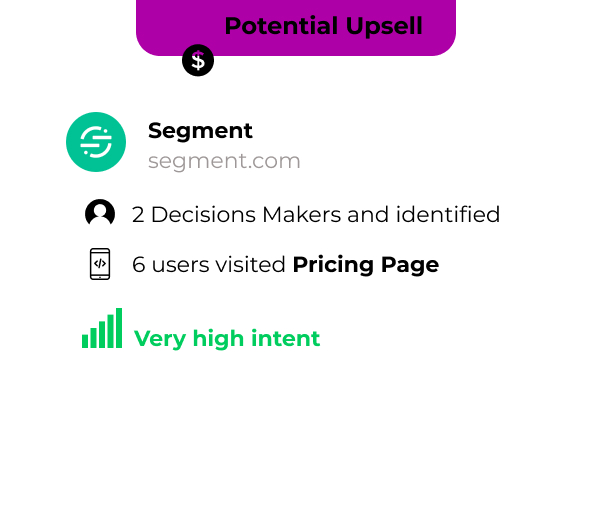 Potential Upsell
$
Segment
segment.com
2 Decisions Makers and identified
6 users visited Pricing Page
Very high intent